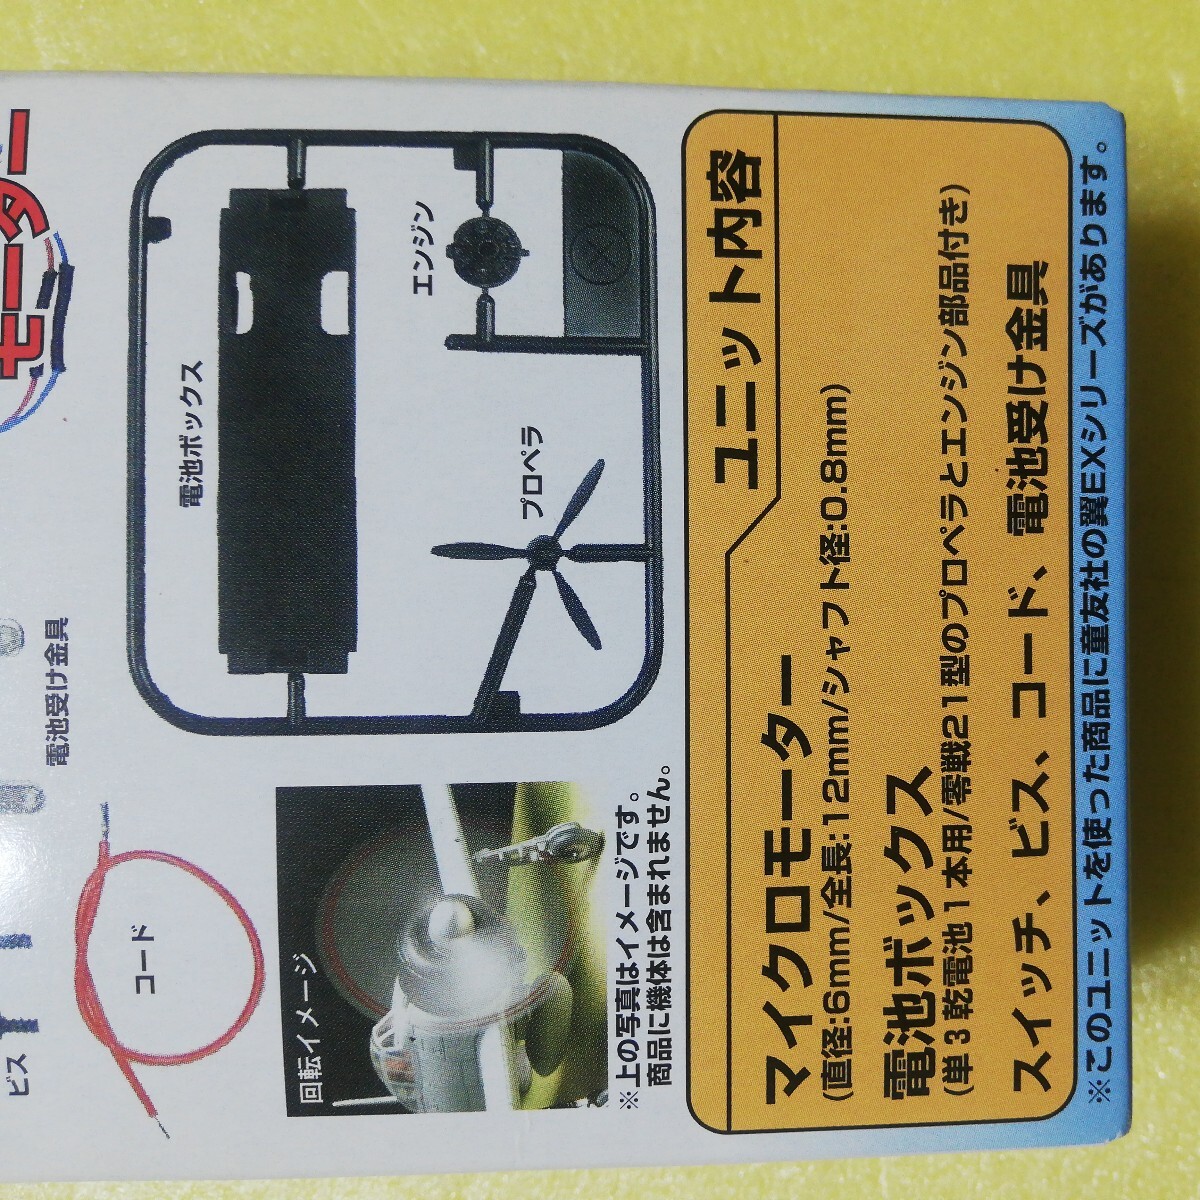 モーター
電池受け金具
ビス
コード
電池ボックス
エンジン
プロペラ
回転イメージ
※上の写真はイメージです。
商品に機体は含まれません。
ユニット内容
マイクロモーター
(直径:6mm/全長:12mm/シャフト径:0.8mm)
電池ボックス
(単3乾電池1本用/零戦21型のプロペラとエンジン部品付き)
スイッチ、ビス、コード、電池受け金具
※このユニットを使った商品に童友社の翼EXシリーズがあります。